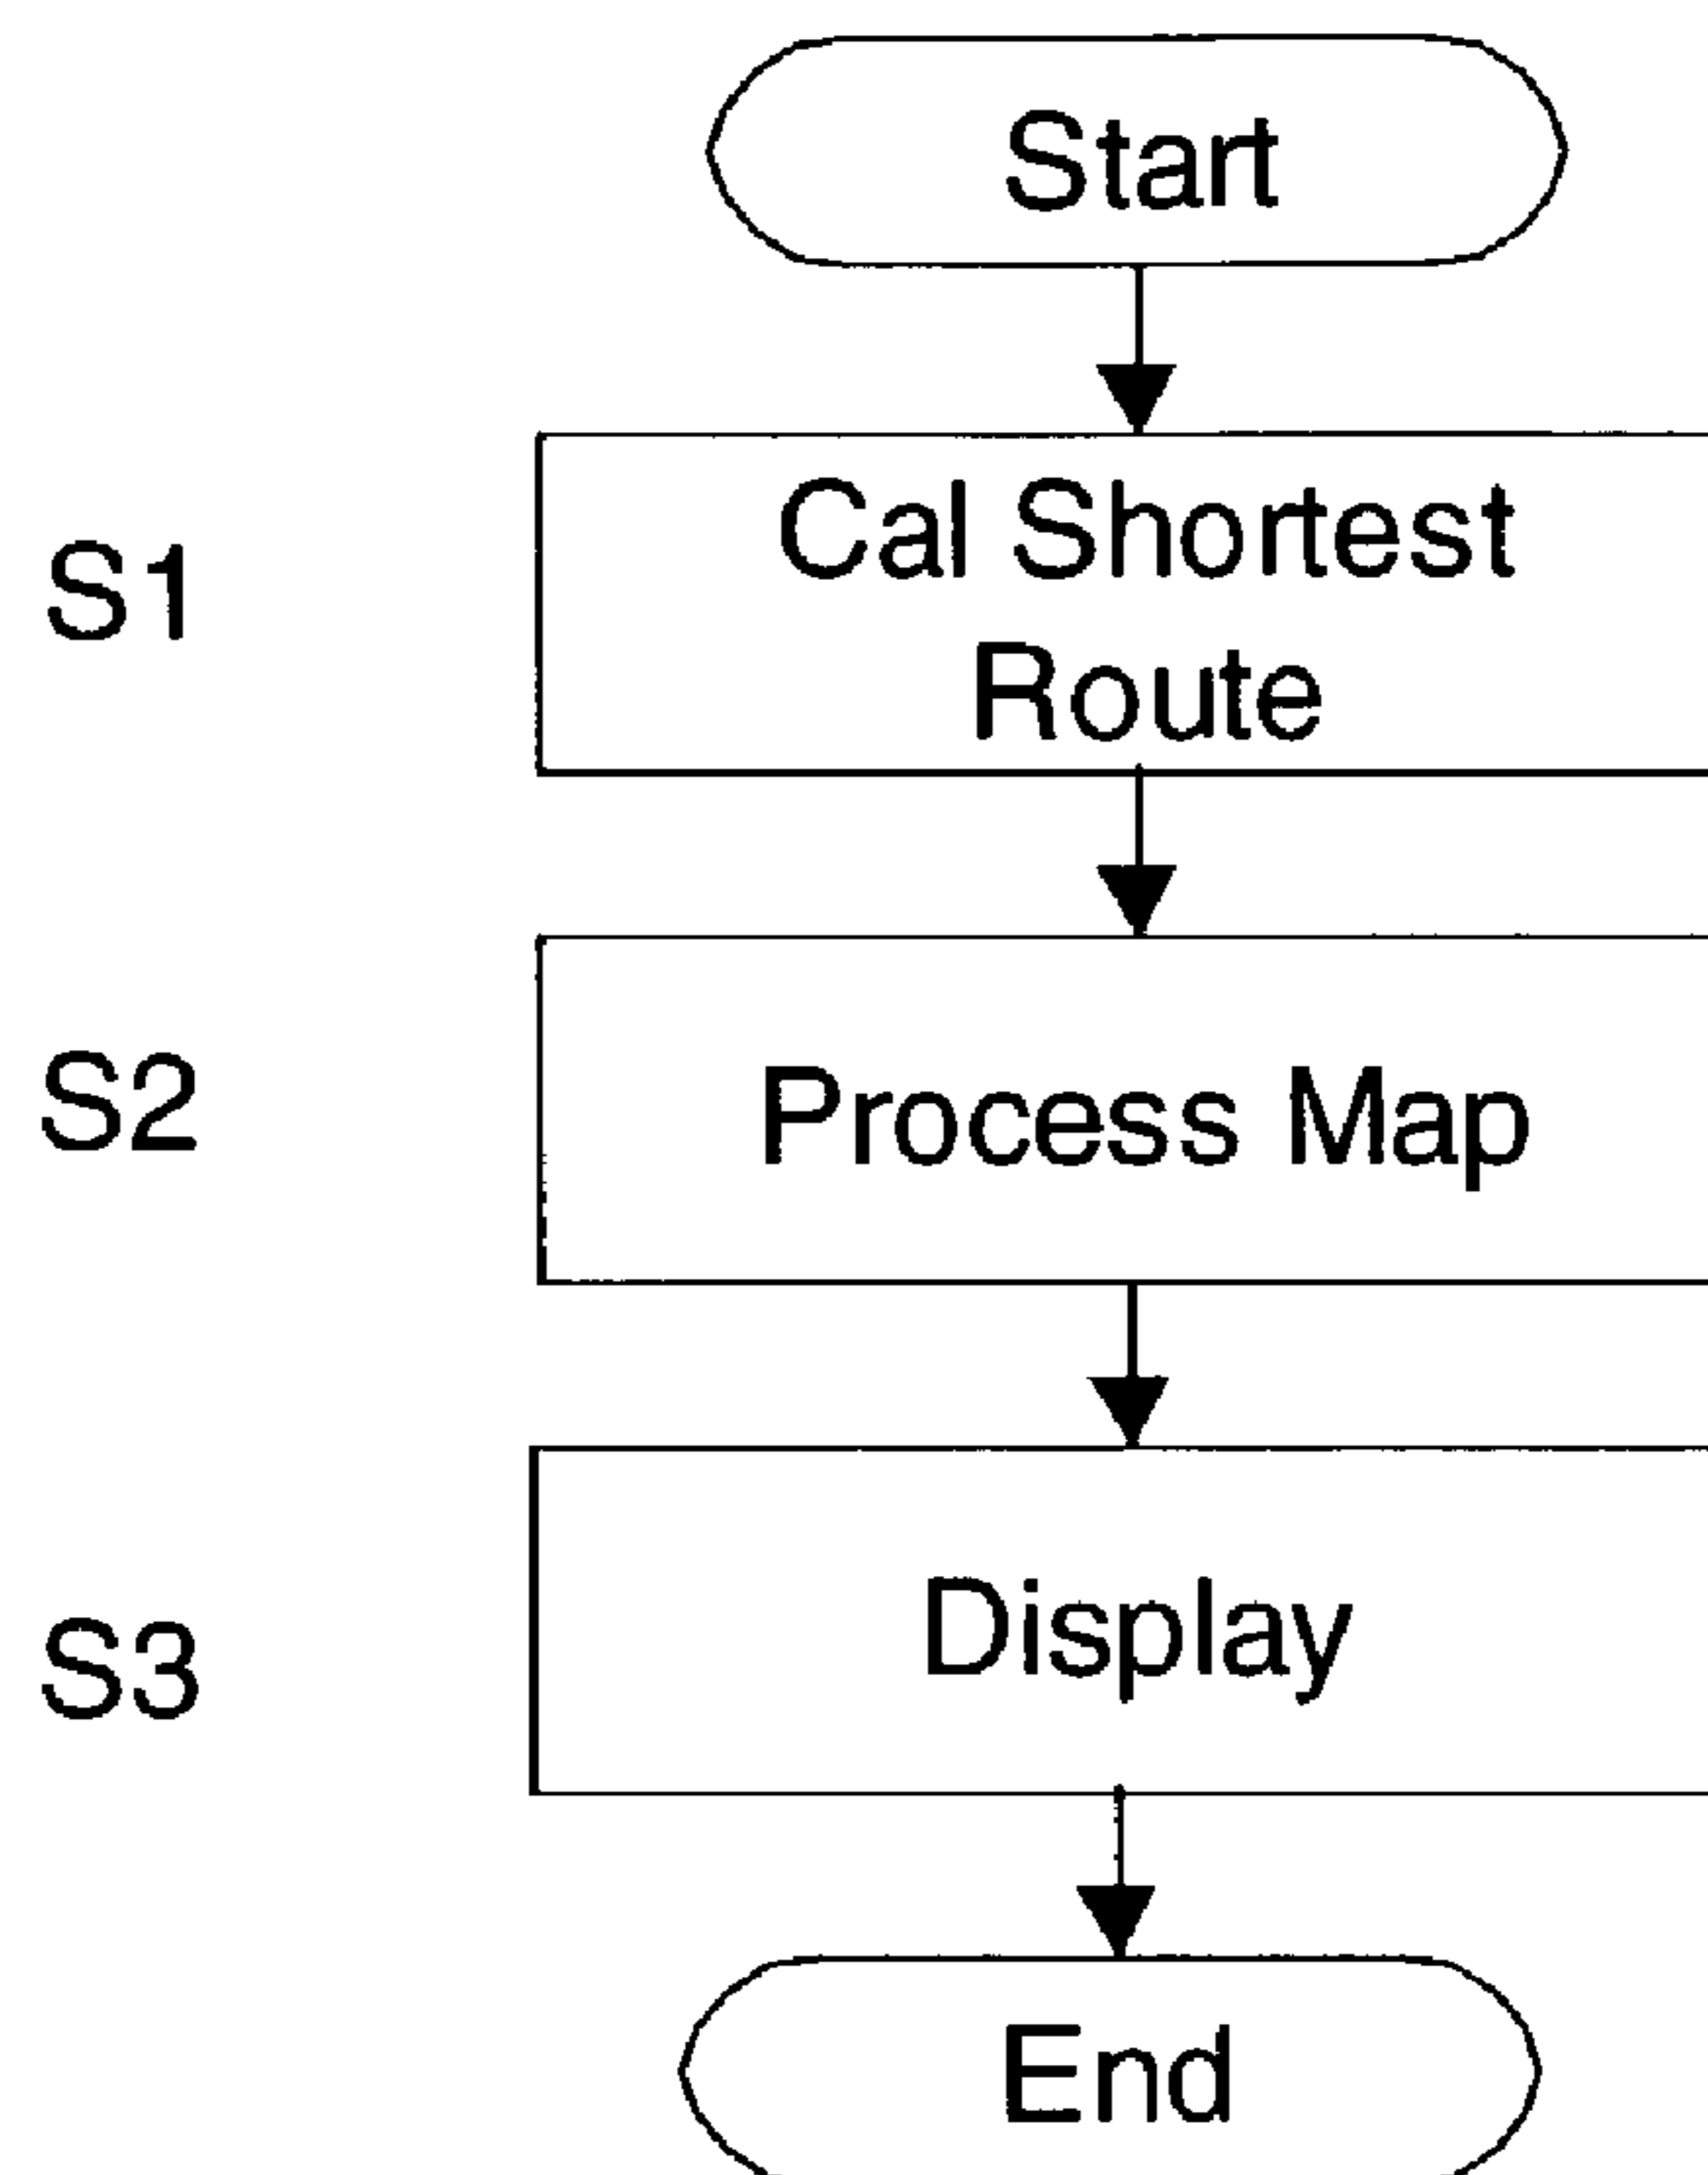 Start
S1
Cal Shortest
Route
S2
Process Map
S3
Display
End